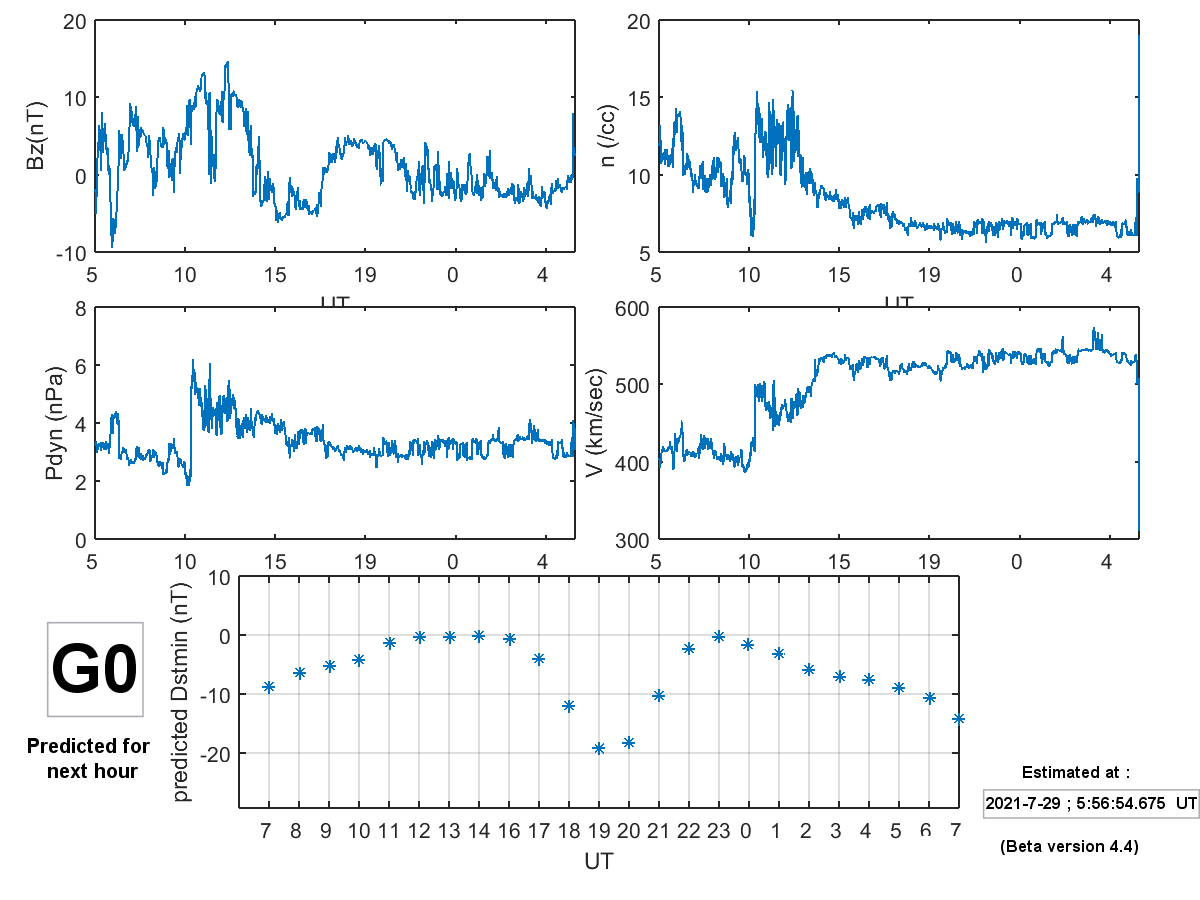 20
10
0
-10
Bz(nT)
5 10 15 19 0 4
UT
20
15
10
5
n (/cc)
5 10 15 19 0 4
UT
8
6
4
2
0
Pdyn (nPa)
5 10 15 19 0 4
600
500
400
300
V (km/sec)
5 10 15 19 0 4
G0
Predicted for
next hour
10
0
-10
-20
predicted Dstmin (nT)
7 8 9 10 11 12 13 14 16 17 18 19 20 21 22 23 0 1 2 3 4 5 6 7
UT
Estimated at :
2021-7-29 ; 5:56:54.675 UT
(Beta version 4.4)